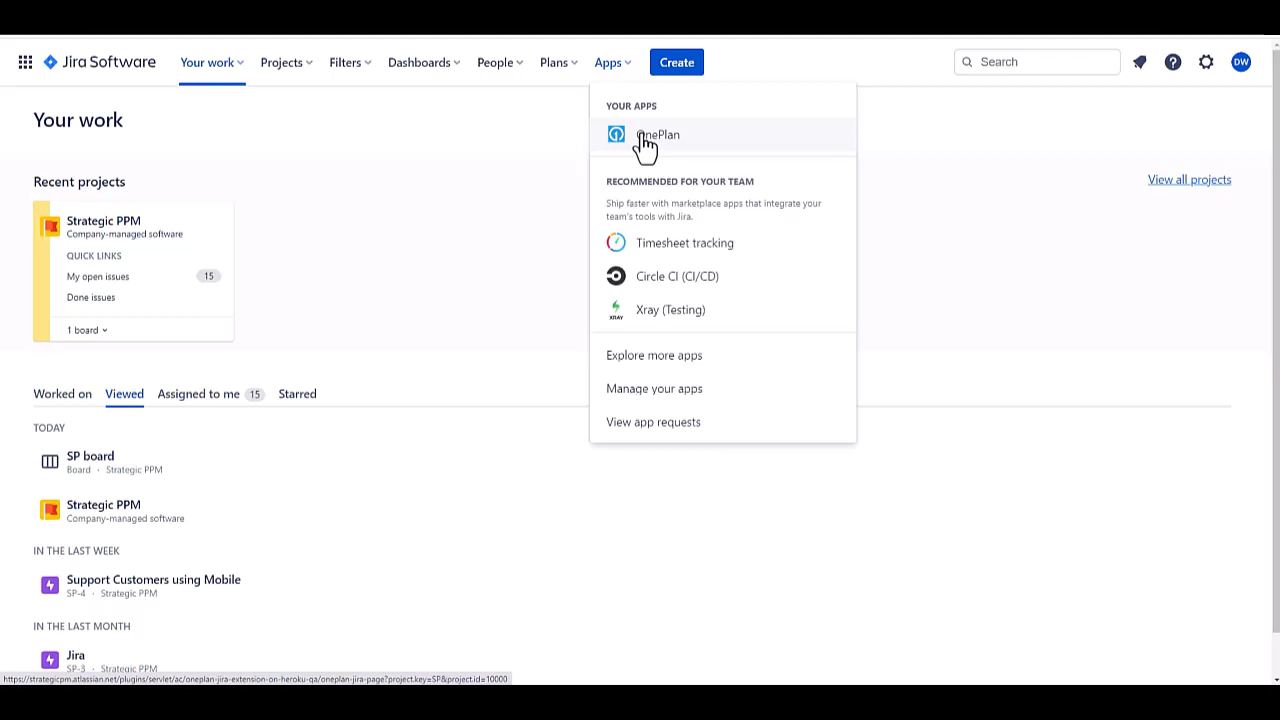 Jira Software Your work Projects Filters Dashboards People Plans Apps Create Search DW
YOUR APPS
Your work
OnePlan
Recent projects
RECOMMENDED FOR YOUR TEAM
View all projects
Ship faster with marketplace apps that integrate your
team's tools with Jira.
Strategic PPM
Company-managed software
Timesheet tracking
QUICK LINKS
My open issues 15
Circle CI (CI/CD)
Done issues
XRAY Xray (Testing)
1 board
Explore more apps
Manage your apps
Worked on Viewed Assigned to me 15 Starred
View app requests
TODAY
SP board
Board · Strategic PPM
Strategic PPM
Company-managed software
IN THE LAST WEEK
Support Customers using Mobile
SP-4 · Strategic PPM
IN THE LAST MONTH
Jira
SP-3 · Strategic PPM
https://strategicpm.atlassian.net/plugins/servlet/ac/oneplan-jira-extension-on-heroku-qa/oneplan-jira-page?project.key=SP&project.id=10000